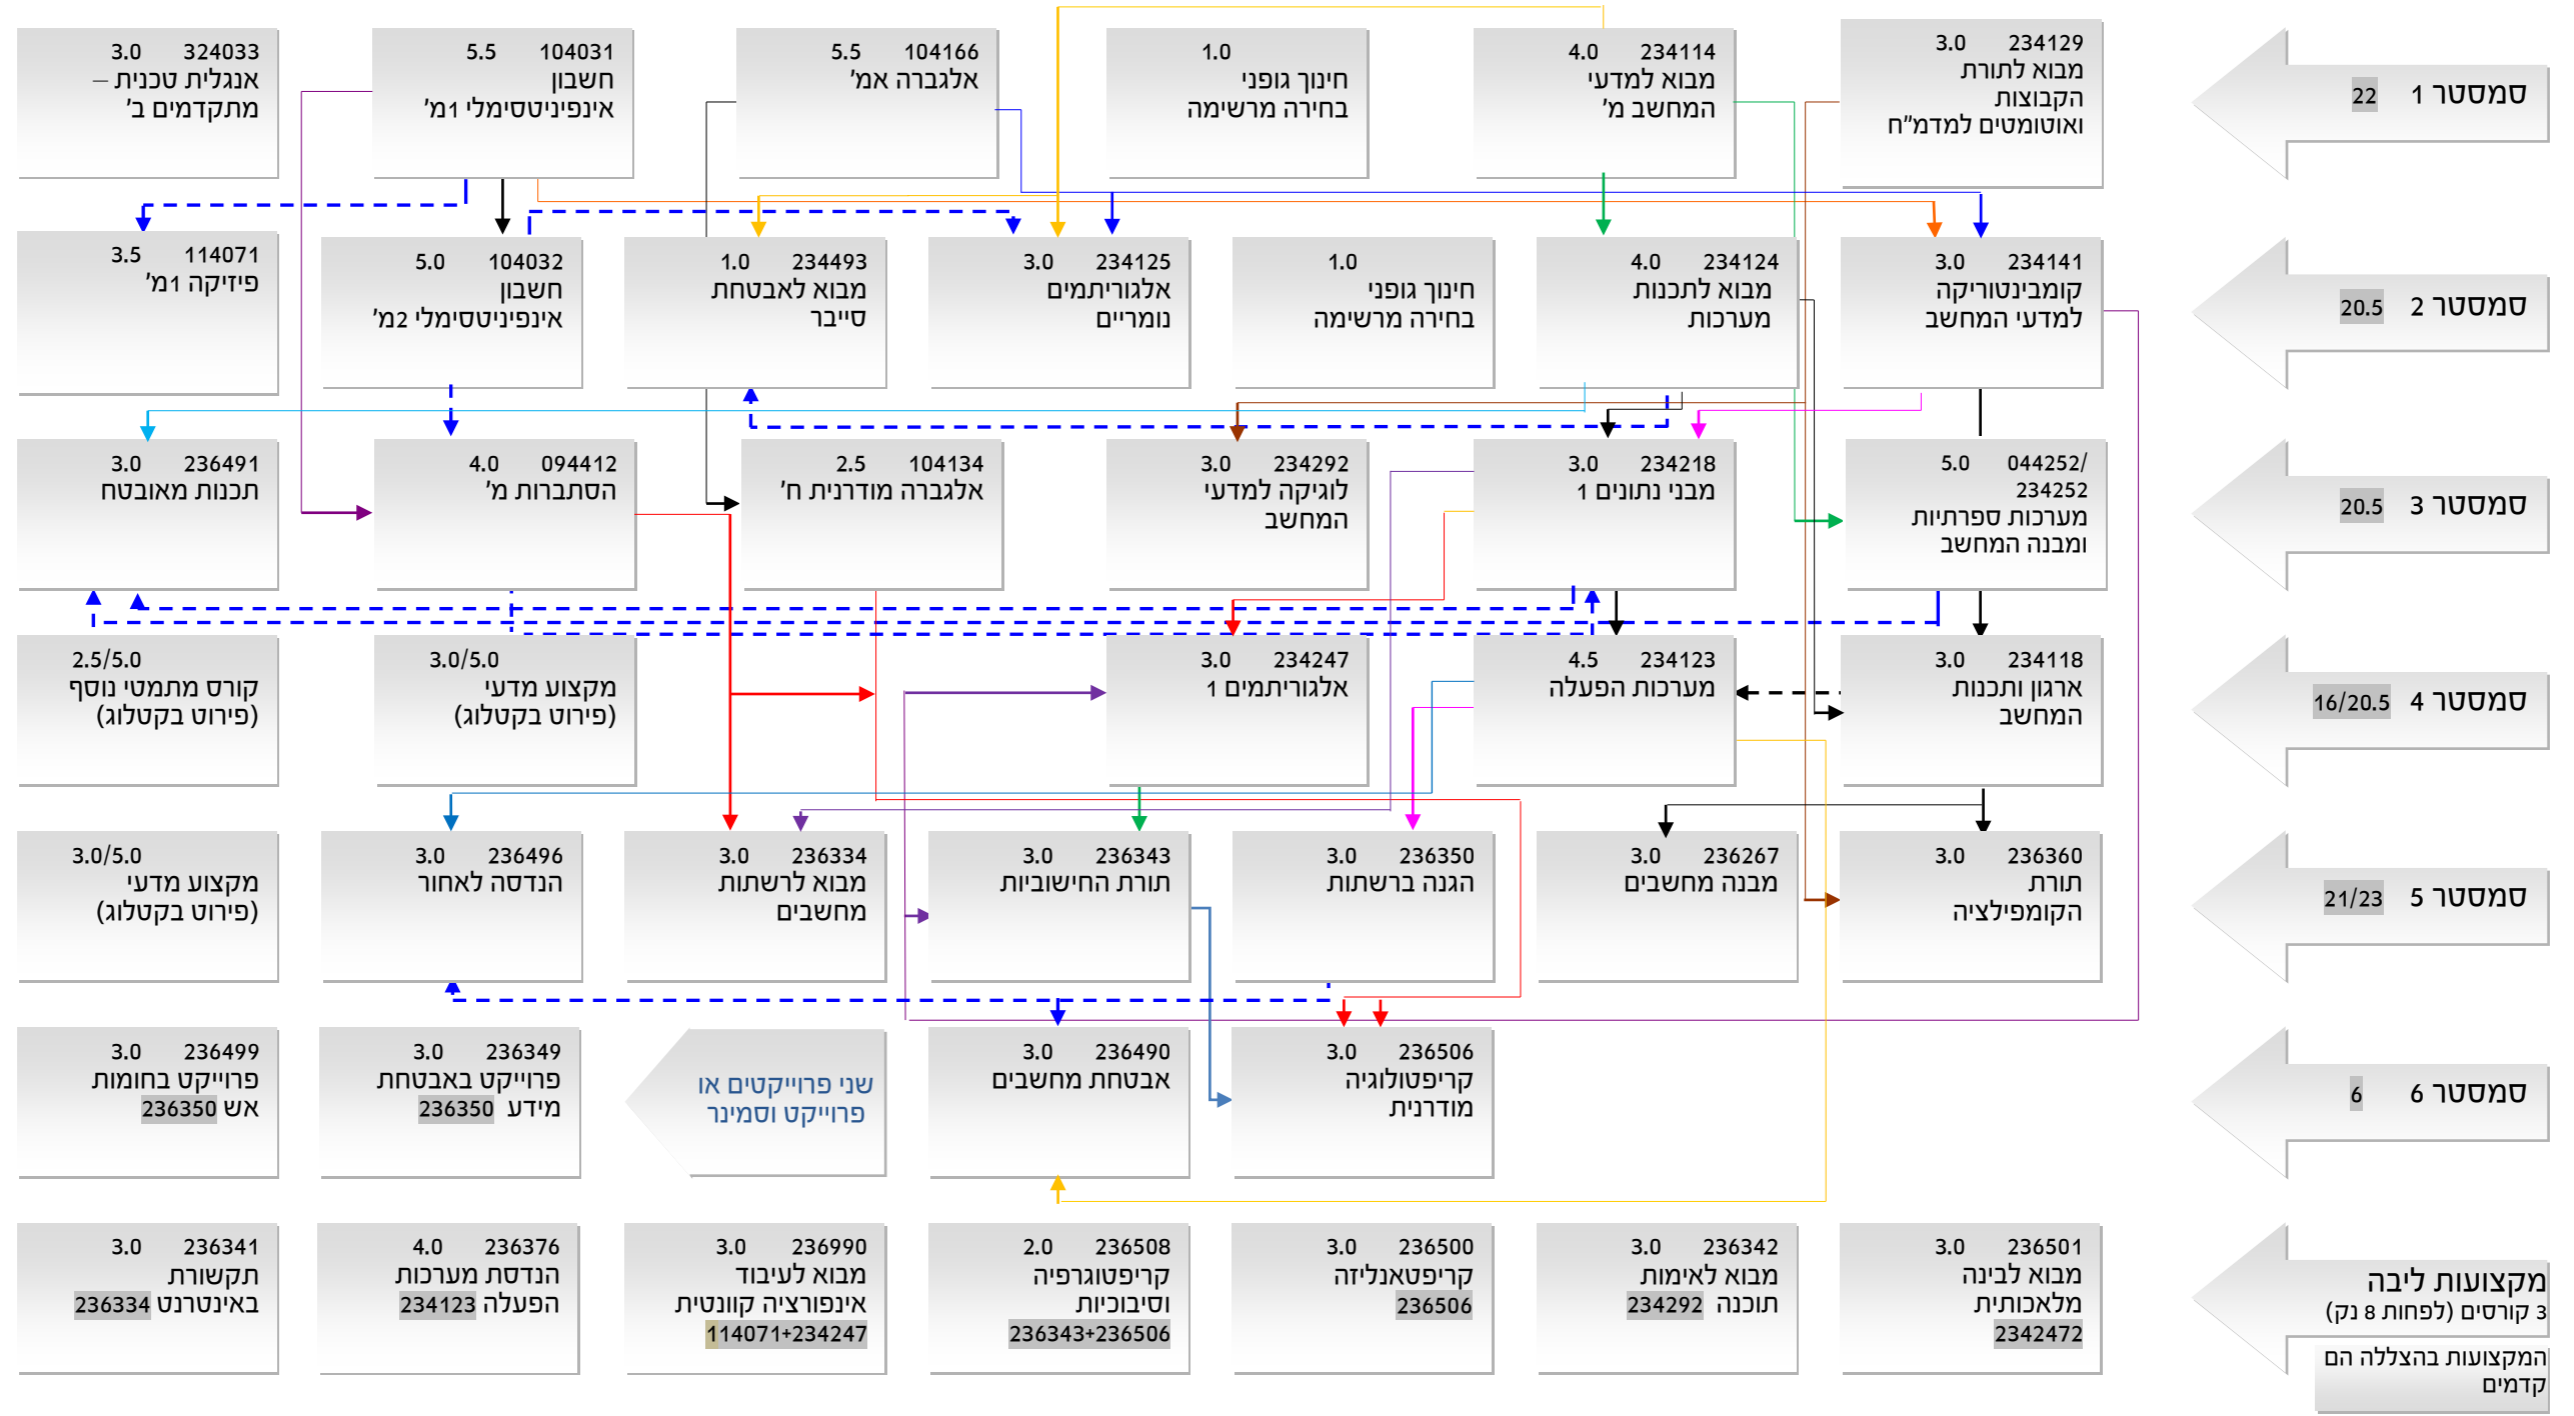 סמסטר 1 22
234129 3.0
מבוא לתורת
הקבוצות
ואוטומטים למדמ"ח
234114 4.0
מבוא למדעי
המחשב מ'
1.0
חינוך גופני
בחירה מרשימה
104166 5.5
אלגברה אמ'
104031 5.5
חשבון
אינפיניטסימלי 1מ'
324033 3.0
אנגלית טכנית –
מתקדמים ב'
סמסטר 2 20.5
234141 3.0
קומבינטוריקה
למדעי המחשב
234124 4.0
מבוא לתכנות
מערכות
1.0
חינוך גופני
בחירה מרשימה
234125 3.0
אלגוריתמים
נומריים
234493 1.0
מבוא לאבטחת
סייבר
104032 5.0
חשבון
אינפיניטסימלי 2מ'
114071 3.5
פיזיקה 1מ'
סמסטר 3 20.5
044252/ 5.0
234252
מערכות ספרתיות
ומבנה המחשב
234218 3.0
מבני נתונים 1
234292 3.0
לוגיקה למדעי
המחשב
104134 2.5
אלגברה מודרנית ח'
094412 4.0
הסתברות מ'
236491 3.0
תכנות מאובטח
סמסטר 4 16/20.5
234118 3.0
ארגון ותכנות
המחשב
234123 4.5
מערכות הפעלה
234247 3.0
אלגוריתמים 1
3.0/5.0
מקצוע מדעי
(פירוט בקטלוג)
2.5/5.0
קורס מתמטי נוסף
(פירוט בקטלוג)
סמסטר 5 21/23
236360 3.0
תורת
הקומפילציה
236267 3.0
מבנה מחשבים
236350 3.0
הגנה ברשתות
236343 3.0
תורת החישוביות
236334 3.0
מבוא לרשתות
מחשבים
236496 3.0
הנדסה לאחור
3.0/5.0
מקצוע מדעי
(פירוט בקטלוג)
סמסטר 6 6
236506 3.0
קריפטולוגיה
מודרנית
236490 3.0
אבטחת מחשבים
שני פרוייקטים או
פרוייקט וסמינר
236349 3.0
פרוייקט באבטחת
מידע 236350
236499 3.0
פרוייקט בחומות
אש 236350
מקצועות ליבה
3 קורסים (לפחות 8 נק)
המקצועות בהצללה הם
קדמים
236501 3.0
מבוא לבינה
מלאכותית
2342472
236342 3.0
מבוא לאימות
תוכנה 234292
236500 3.0
קריפטאנליזה
236506
236508 2.0
קריפטוגרפיה
וסיבוכיות
236343+236506
236990 3.0
מבוא לעיבוד
אינפורציה קוונטית
114071+234247
236376 4.0
הנדסת מערכות
הפעלה 234123
236341 3.0
תקשורת
באינטרנט 236334